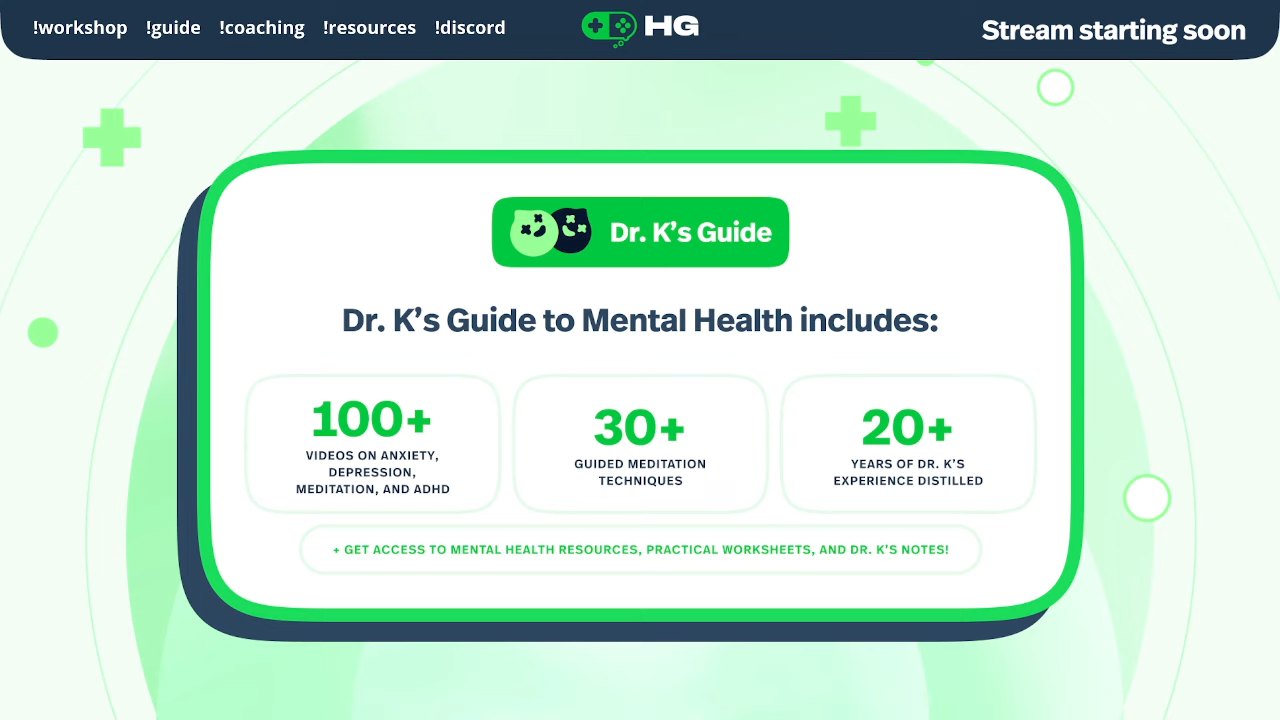 !workshop !guide !coaching !resources !discord
HG
Stream starting soon
Dr. K's Guide
Dr. K's Guide to Mental Health includes:
100+
VIDEOS ON ANXIETY,
DEPRESSION,
MEDITATION, AND ADHD
30+
GUIDED MEDITATION
TECHNIQUES
20+
YEARS OF DR. K'S
EXPERIENCE DISTILLED
+ GET ACCESS TO MENTAL HEALTH RESOURCES, PRACTICAL WORKSHEETS, AND DR. K'S NOTES!